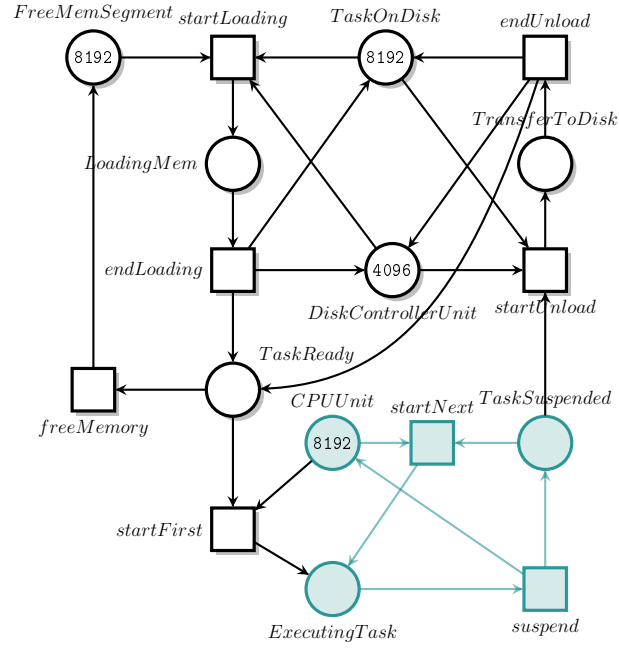 FreeMemSegment
startLoading
TaskOnDisk
endUnload
8192
8192
TransferToDisk
LoadingMem
endLoading
4096
DiskControllerUnit
startUnload
TaskReady
CPUUnit
startNext
TaskSuspended
freeMemory
8192
startFirst
ExecutingTask
suspend